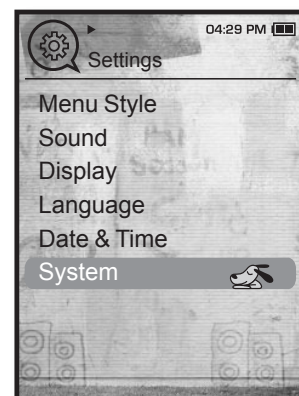 04:29 PM
Settings
Menu Style
Sound
Display
Language
Date & Time
System